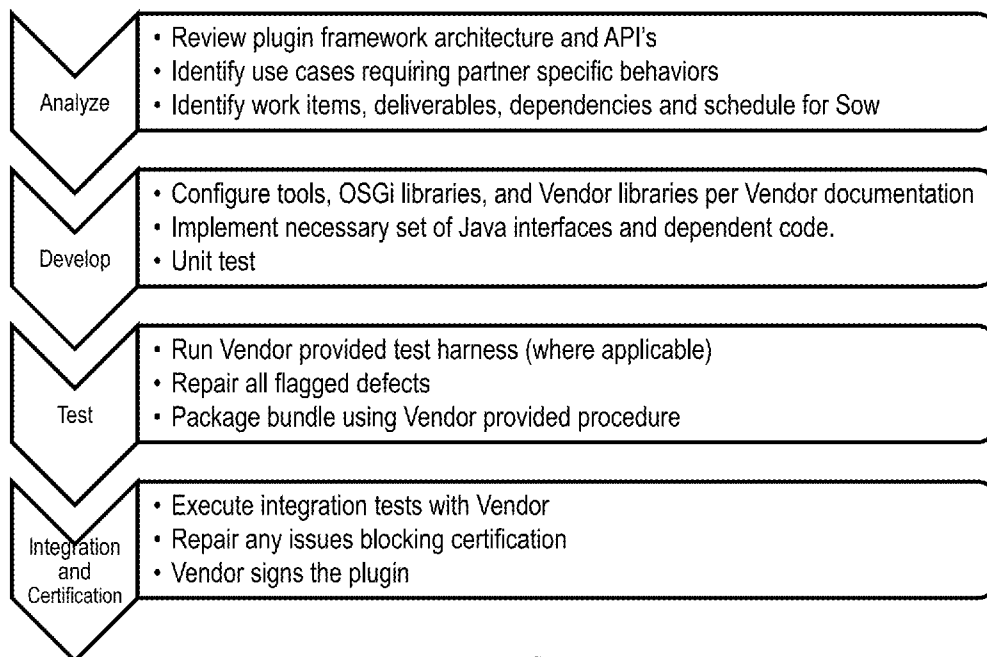 Analyze
• Review plugin framework architecture and API's
• Identify use cases requiring partner specific behaviors
• Identify work items, deliverables, dependencies and schedule for Sow
Develop
• Configure tools, OSGi libraries, and Vendor libraries per Vendor documentation
• Implement necessary set of Java interfaces and dependent code.
• Unit test
Test
• Run Vendor provided test harness (where applicable)
• Repair all flagged defects
• Package bundle using Vendor provided procedure
Integration
and
Certification
• Execute integration tests with Vendor
• Repair any issues blocking certification
• Vendor signs the plugin